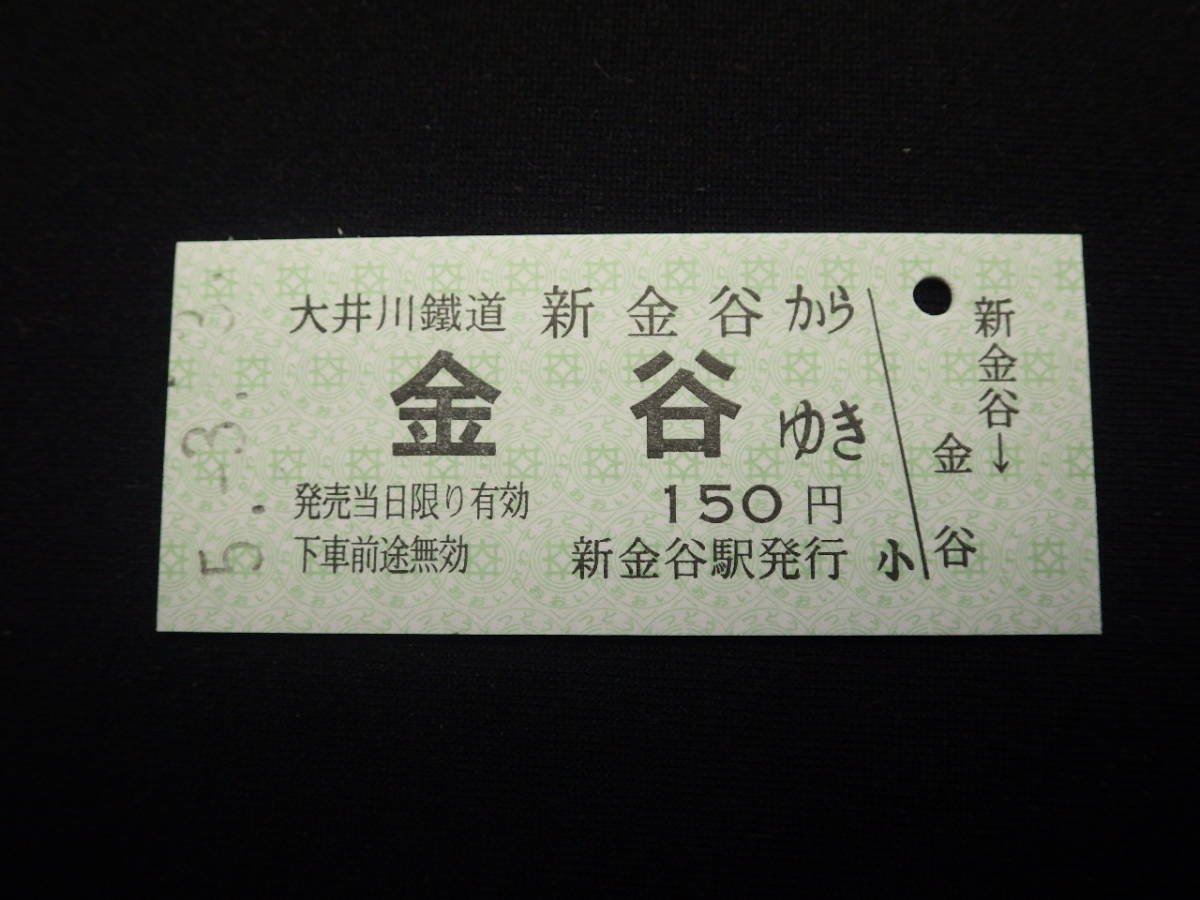 大井川鐵道 新金谷から
金谷ゆき
発売当日限り有効 150円
下車前途無効 新金谷駅発行 小
新金谷→
金谷
5.-3.-3.